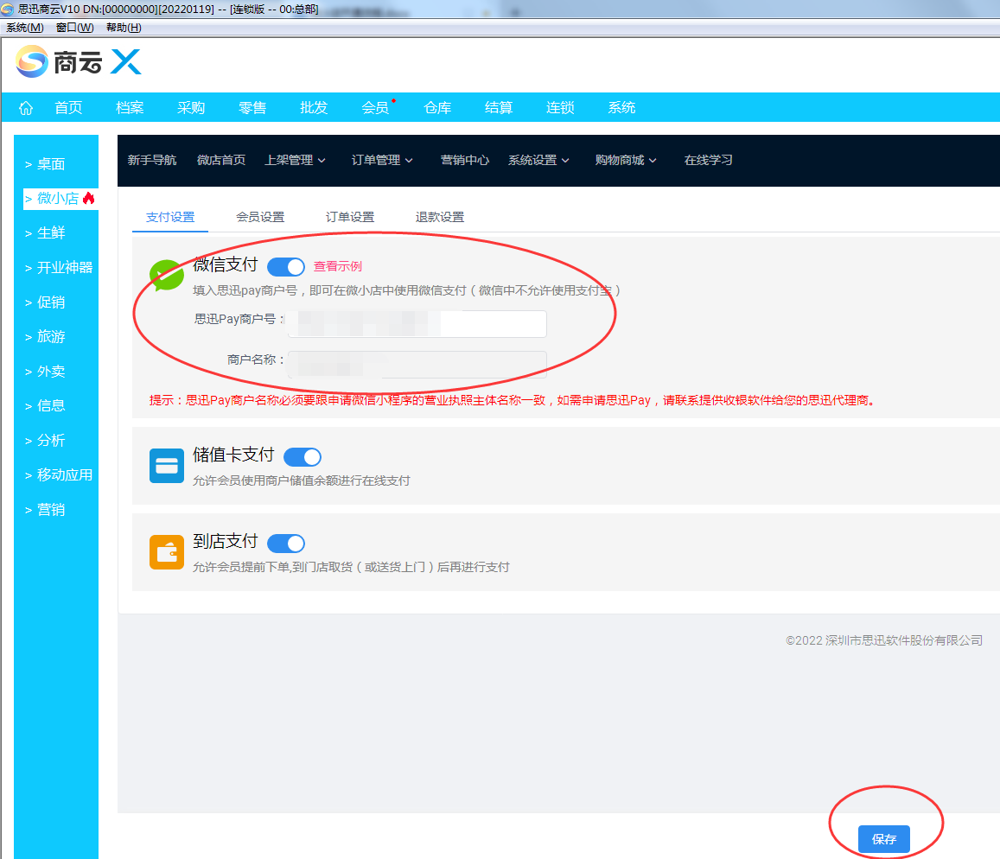 思迅商云V10 DN:[00000000][20220119] -- [连锁版 -- 00:总部]
系统(M) 窗口(W) 帮助(H)
商云 X
首页 档案 采购 零售 批发 会员 仓库 结算 连锁 系统
> 桌面
> 微小店
> 生鲜
> 开业神器
> 促销
> 旅游
> 外卖
> 信息
> 分析
> 移动应用
> 营销
新手导航 微店首页 上架管理 订单管理 营销中心 系统设置 购物商城 在线学习
支付设置 会员设置 订单设置 退款设置
微信支付 查看示例
填入思迅pay商户号，即可在微小店中使用微信支付（微信中不允许使用支付宝）
思迅Pay商户号：
商户名称：
提示：思迅Pay商户名称必须要跟申请微信小程序的营业执照主体名称一致，如需申请思迅Pay，请联系提供收银软件给您的思迅代理商。
储值卡支付
允许会员使用商户储值余额进行在线支付
到店支付
允许会员提前下单,到门店取货（或送货上门）后再进行支付
©2022 深圳市思迅软件股份有限公司
保存